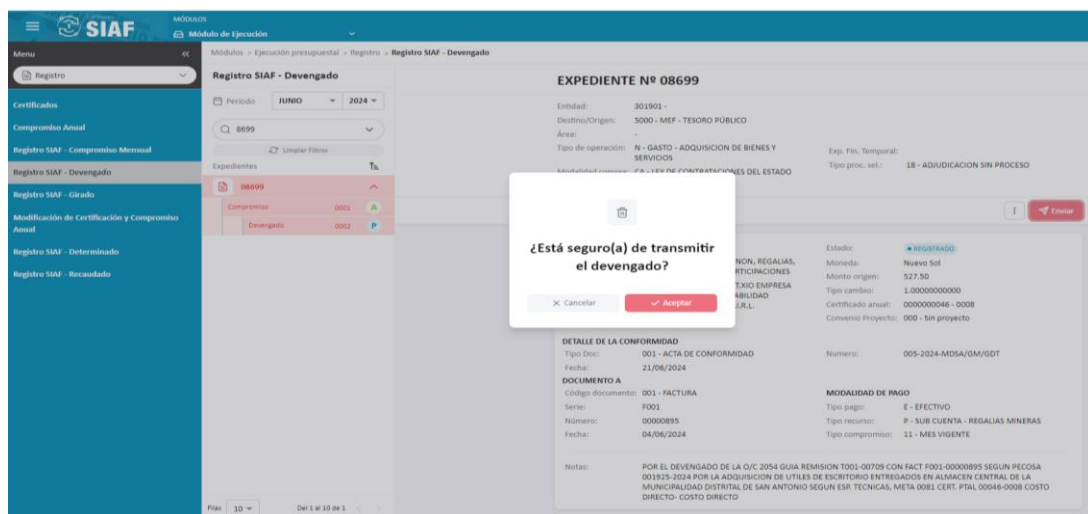 SIAF
MÓDULOS
Módulo de Ejecución
Menu
Registro
Certificados
Compromiso Anual
Registro SIAF - Compromiso Mensual
Registro SIAF - Devengado
Registro SIAF - Girado
Modificación de Certificación y Compromiso
Anual
Registro SIAF - Determinado
Registro SIAF - Recaudado
Módulos > Ejecución presupuestal > Registro > Registro SIAF - Devengado
Registro SIAF - Devengado
Periodo JUNIO 2024
8699
Limpiar Filtros
Expedientes
08699
Compromiso 0001 A
Devengado 0002 P
Filas 10 Del 1 al 10 de 1
EXPEDIENTE Nº 08699
Entidad: 301901 -
Destino/Origen: 5000 - MEF - TESORO PÚBLICO
Área: -
Tipo de operación: N - GASTO - ADQUISICION DE BIENES Y
SERVICIOS
Exp. Fin. Temporal:
Tipo proc. sel.: 18 - ADJUDICACION SIN PROCESO
CA - LEY DE CONTRATACIONES DEL ESTADO
Enviar
¿Está seguro(a) de transmitir
el devengado?
Cancelar
Aceptar
REGALIAS,
EMPRESA
Estado: REGISTRADO
Moneda: Nuevo Sol
Monto origen: 527.50
Tipo cambio: 1.00000000000
Certificado anual: 0000000046 - 0008
Convenio Proyecto: 000 - Sin proyecto
DETALLE DE LA CONFORMIDAD
Tipo Doc: 001 - ACTA DE CONFORMIDAD
Numero: 005-2024-MDSA/GM/GDT
Fecha: 21/06/2024
DOCUMENTO A
Código documento: 001 - FACTURA
Serie: F001
Número: 00000895
Fecha: 04/06/2024
MODALIDAD DE PAGO
Tipo pago: E - EFECTIVO
Tipo recurso: P - SUB CUENTA - REGALIAS MINERAS
Tipo compromiso: 11 - MES VIGENTE
Notas: POR EL DEVENGADO DE LA O/C 2054 GUIA REMISION T001-00709 CON FACT F001-00000895 SEGUN PECOSA
001925-2024 POR LA ADQUISICION DE UTILES DE ESCRITORIO ENTREGADOS EN ALMACEN CENTRAL DE LA
MUNICIPALIDAD DISTRITAL DE SAN ANTONIO SEGUN ESP. TECNICAS, META 0081 CERT. PTAL 00046-0008 COSTO
DIRECTO- COSTO DIRECTO